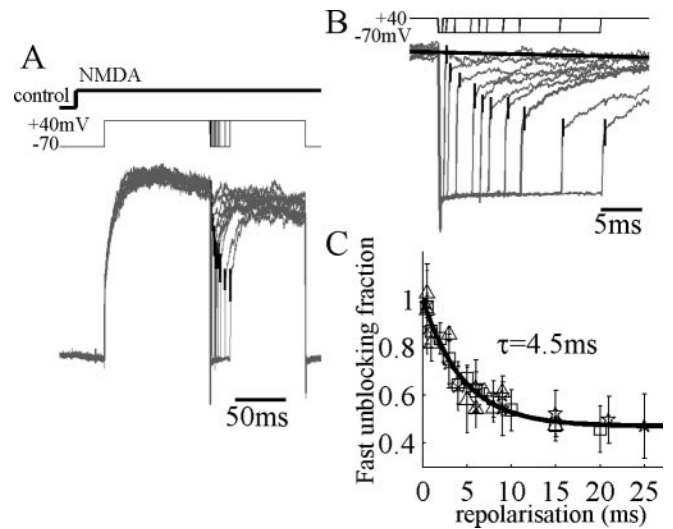 A
NMDA
control
+40mV
-70
50ms
B
+40
-70mV
5ms
C
Fast unblocking fraction
1
0.8
0.6
0.4
τ=4.5ms
0 5 10 15 20 25
repolarisation (ms)